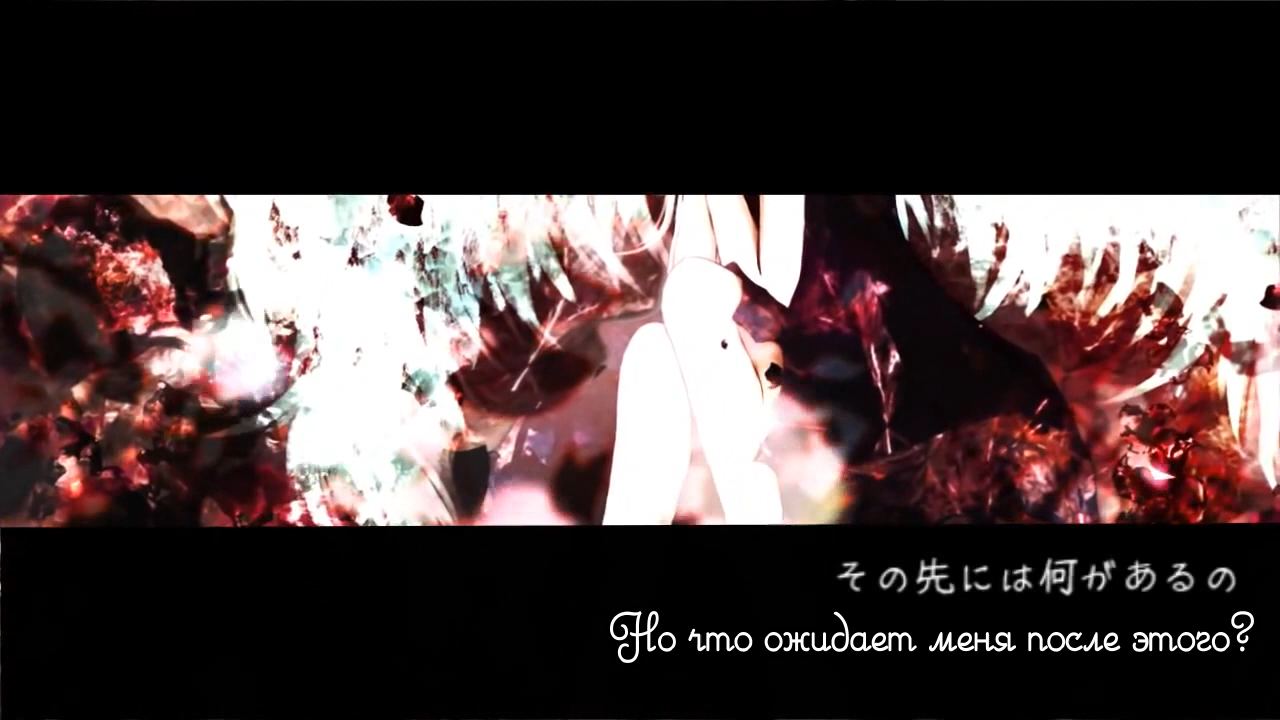 その先には何があるの
Но что ожидает меня после этого?